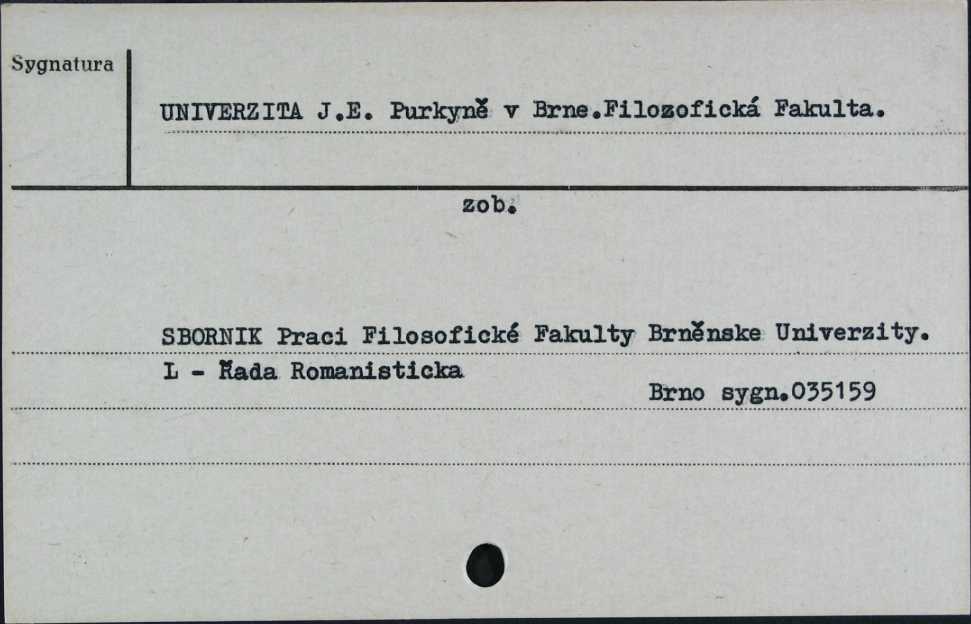 Sygnatura
UNIVERZITA J.E. Purkyně v Brne.Filozofická Fakulta.
zob.
SBORNIK Praci Filosofické Fakulty Brněnske Univerzity.
L - Řada Romanisticka
Brno sygn.035159